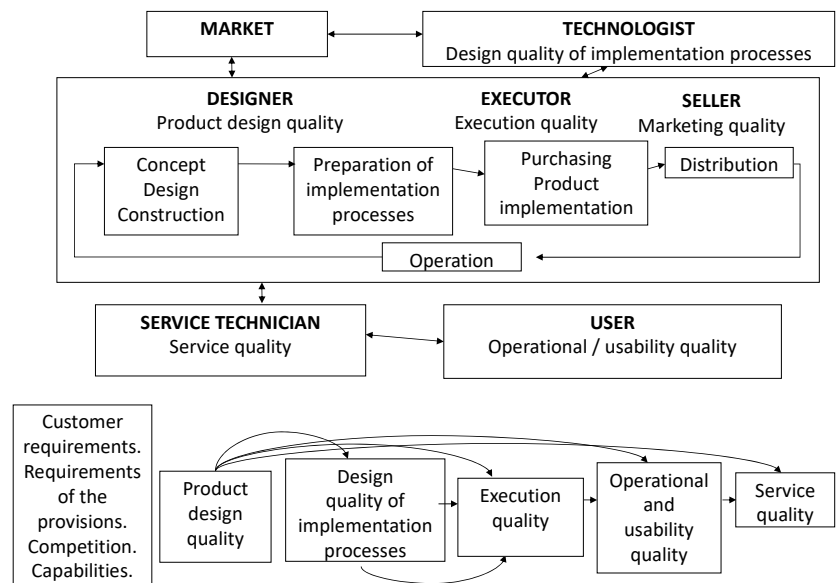 MARKET
TECHNOLOGIST
Design quality of implementation processes
DESIGNER
Product design quality
EXECUTOR
Execution quality
SELLER
Marketing quality
Concept
Design
Construction
Preparation of
implementation
processes
Purchasing
Product
implementation
Distribution
Operation
SERVICE TECHNICIAN
Service quality
USER
Operational / usability quality
Customer
requirements.
Requirements
of the
provisions.
Competition.
Capabilities.
Product
design
quality
Design
quality of
implementation
processes
Execution
quality
Operational
and
usability
quality
Service
quality